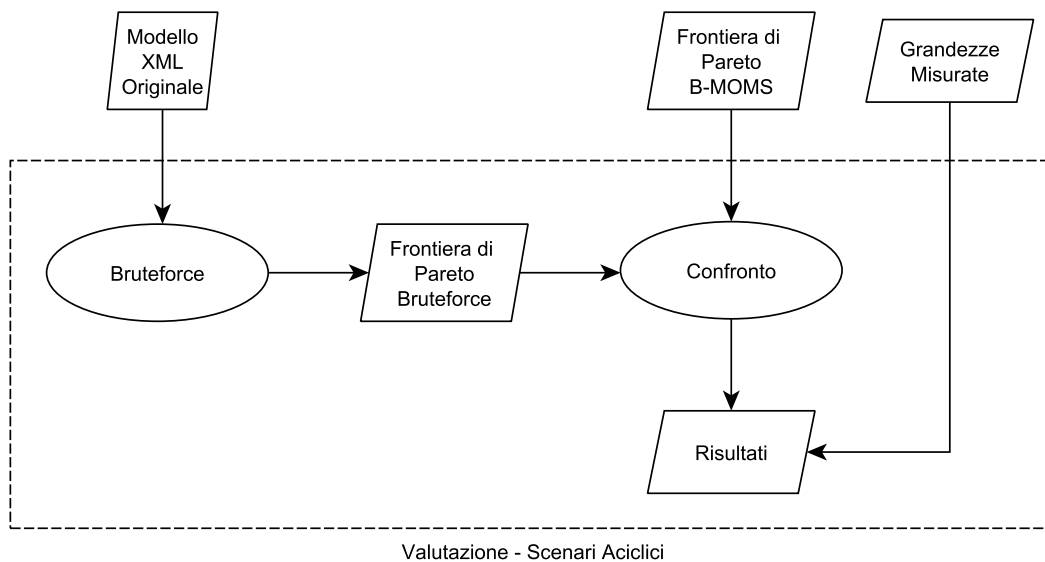 Modello
XML
Originale
Frontiera di
Pareto
B-MOMS
Grandezze
Misurate
Bruteforce
Frontiera di
Pareto
Bruteforce
Confronto
Risultati
Valutazione - Scenari Aciclici